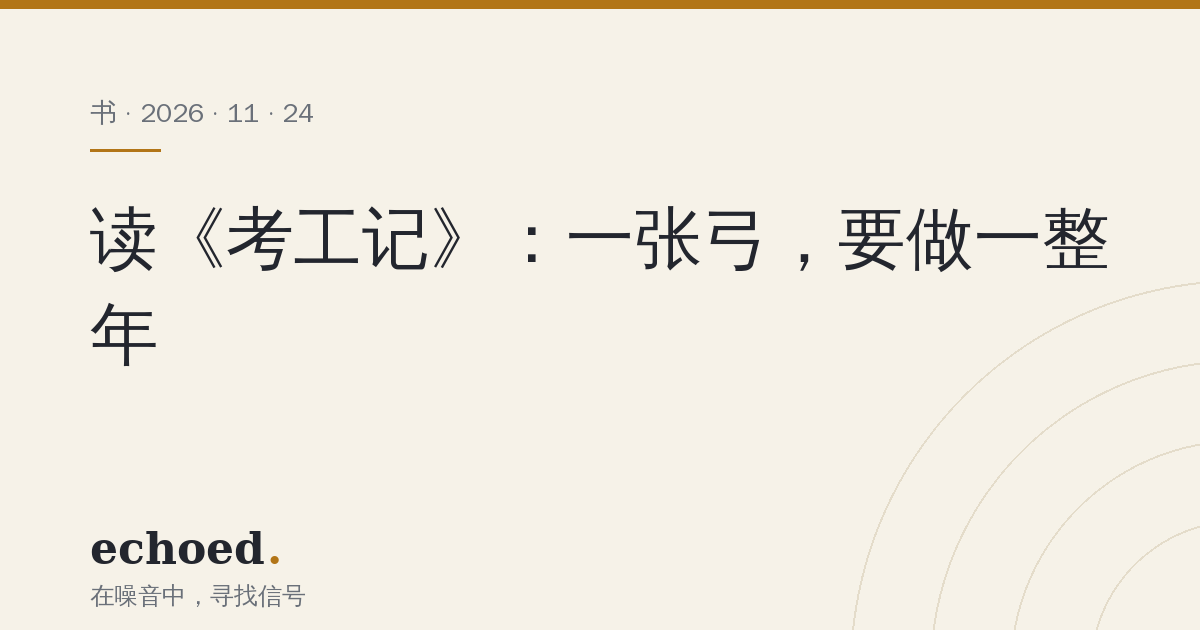 书 · 2026 · 11 · 24
读《考工记》：一张弓，要做一整
年
echoed.
在噪音中，寻找信号